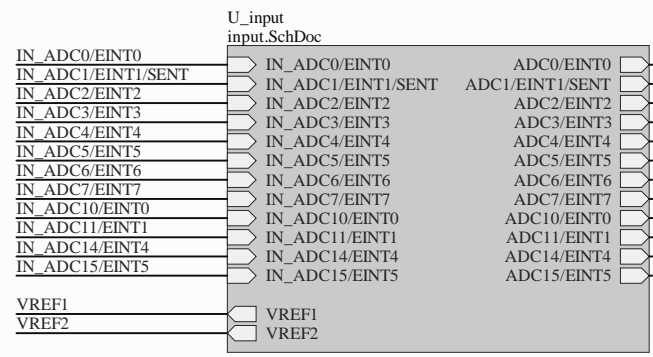 U_input
input.SchDoc
IN_ADC0/EINT0 IN_ADC0/EINT0 ADC0/EINT0
IN_ADC1/EINT1/SENT IN_ADC1/EINT1/SENT ADC1/EINT1/SENT
IN_ADC2/EINT2 IN_ADC2/EINT2 ADC2/EINT2
IN_ADC3/EINT3 IN_ADC3/EINT3 ADC3/EINT3
IN_ADC4/EINT4 IN_ADC4/EINT4 ADC4/EINT4
IN_ADC5/EINT5 IN_ADC5/EINT5 ADC5/EINT5
IN_ADC6/EINT6 IN_ADC6/EINT6 ADC6/EINT6
IN_ADC7/EINT7 IN_ADC7/EINT7 ADC7/EINT7
IN_ADC10/EINT0 IN_ADC10/EINT0 ADC10/EINT0
IN_ADC11/EINT1 IN_ADC11/EINT1 ADC11/EINT1
IN_ADC14/EINT4 IN_ADC14/EINT4 ADC14/EINT4
IN_ADC15/EINT5 IN_ADC15/EINT5 ADC15/EINT5
VREF1 VREF1
VREF2 VREF2